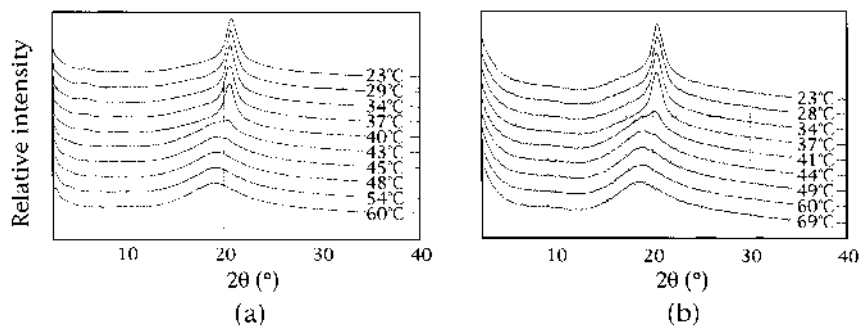 Relative intensity
23°C
29°C
34°C
37°C
40°C
43°C
45°C
48°C
54°C
60°C
10 20 30 40
2θ (°)
(a)
23°C
28°C
34°C
37°C
41°C
44°C
49°C
60°C
69°C
10 20 30 40
2θ (°)
(b)